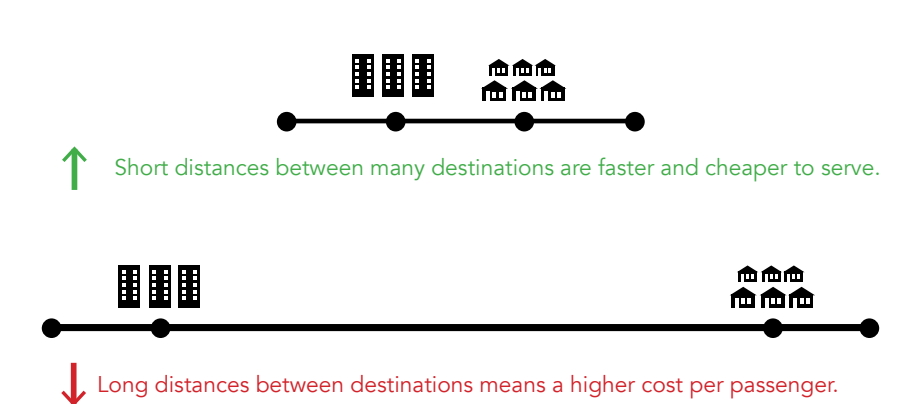 Short distances between many destinations are faster and cheaper to serve.
Long distances between destinations means a higher cost per passenger.